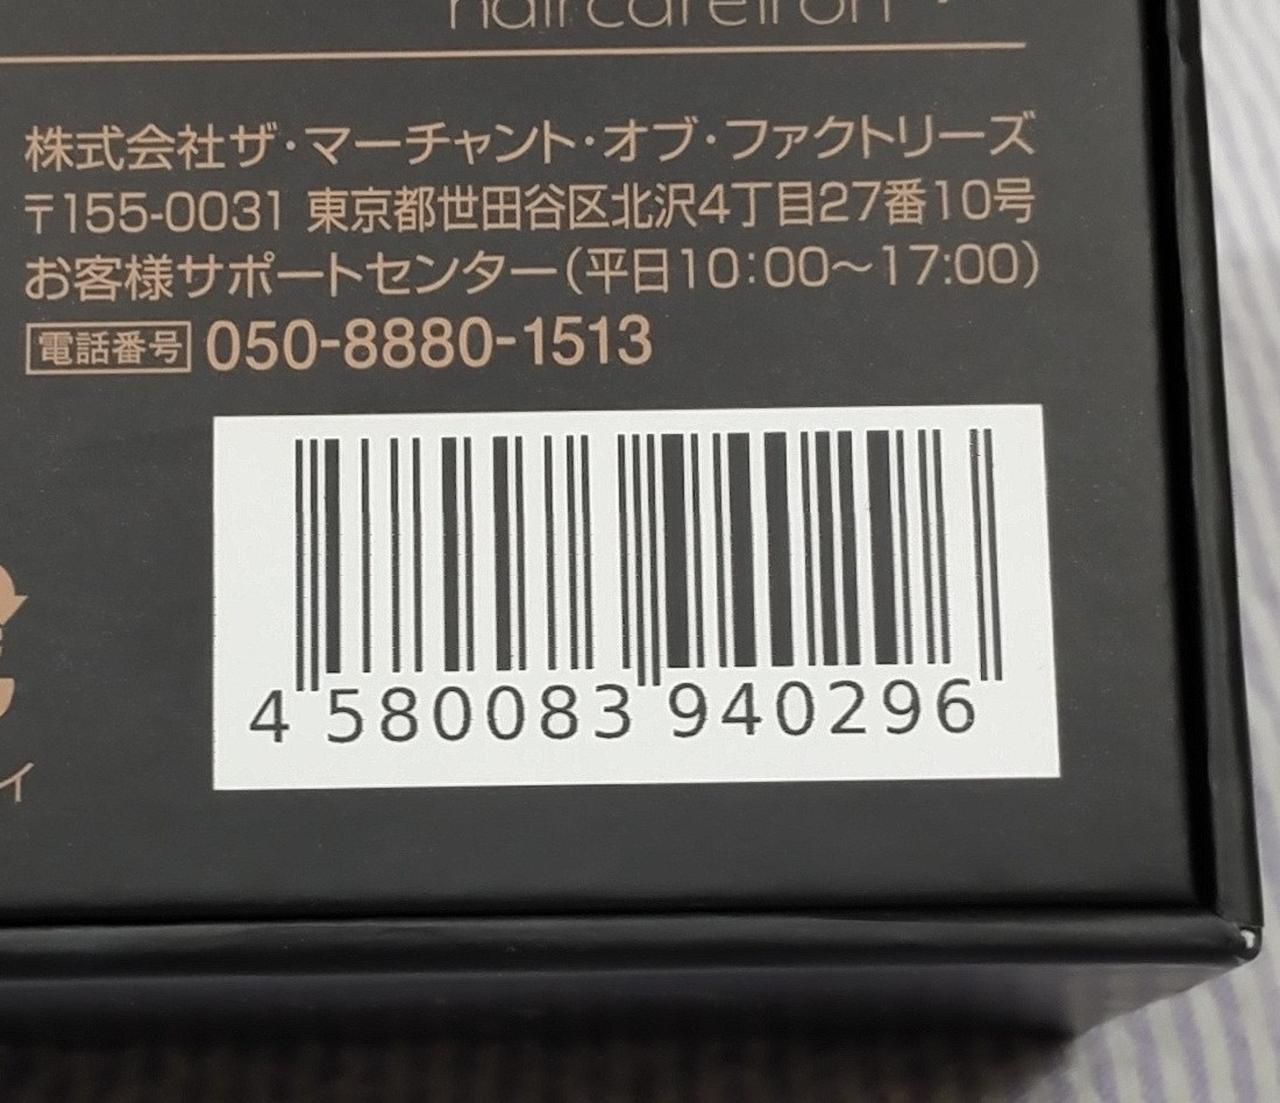 haircareiron
株式会社ザ・マーチャント・オブ・ファクトリーズ
〒155-0031 東京都世田谷区北沢4丁目27番10号
お客様サポートセンター(平日10:00〜17:00)
電話番号 050-8880-1513
4 580083 940296
イ